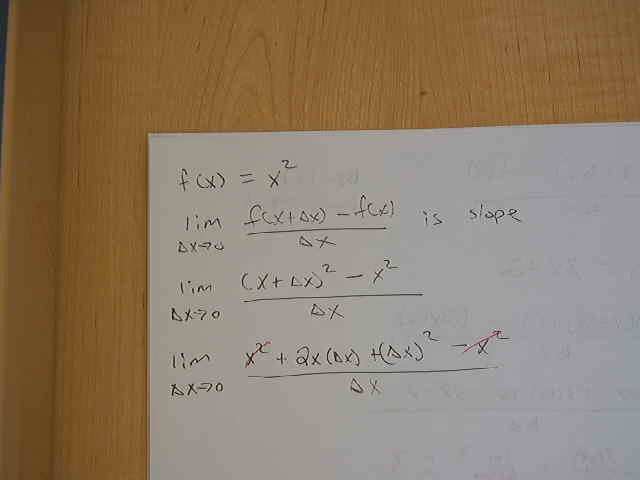 f(x) = x²
lim Δx→0 (f(x+Δx) − f(x))/Δx is slope
lim Δx→0 ((x+Δx)² − x²)/Δx
lim Δx→0 (x² + 2x(Δx) + (Δx)² − x²)/Δx